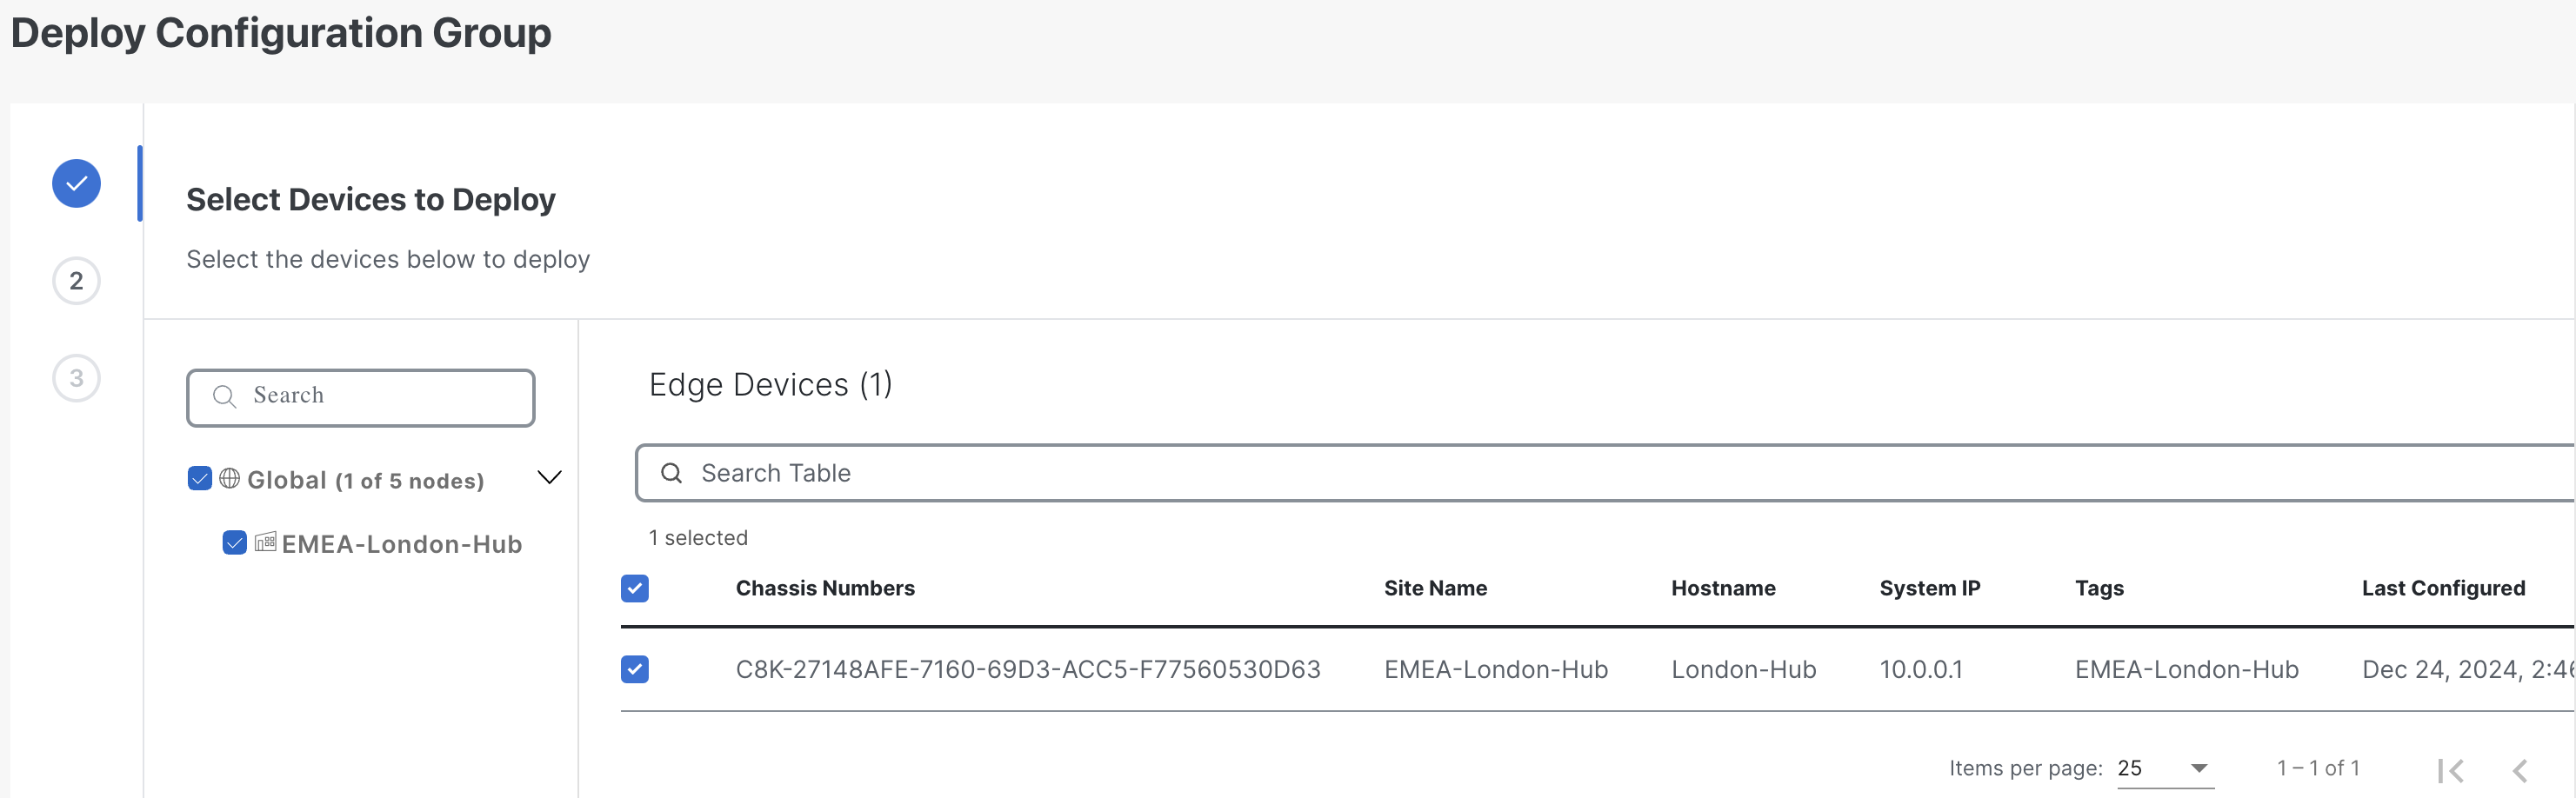 Deploy Configuration Group
Select Devices to Deploy
Select the devices below to deploy
2
3
Search
Global (1 of 5 nodes)
EMEA-London-Hub
Edge Devices (1)
Search Table
1 selected
Chassis Numbers Site Name Hostname System IP Tags Last Configured
C8K-27148AFE-7160-69D3-ACC5-F77560530D63 EMEA-London-Hub London-Hub 10.0.0.1 EMEA-London-Hub Dec 24, 2024, 2:46
Items per page: 25 1 – 1 of 1